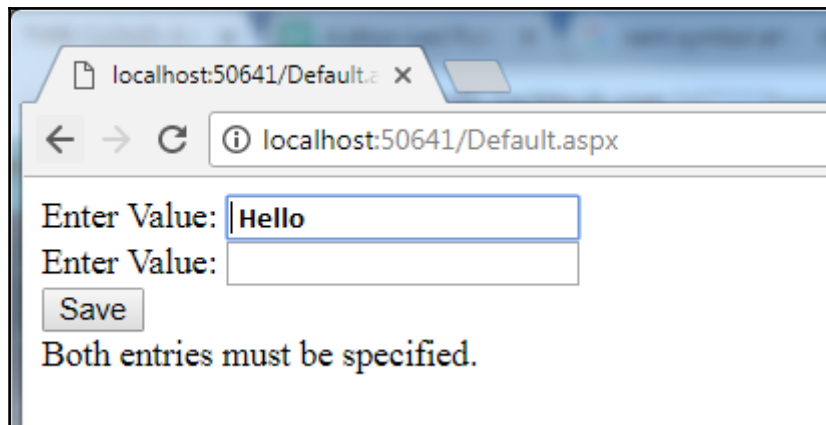 localhost:50641/Default.a
localhost:50641/Default.aspx
Enter Value: Hello
Enter Value:
Save
Both entries must be specified.